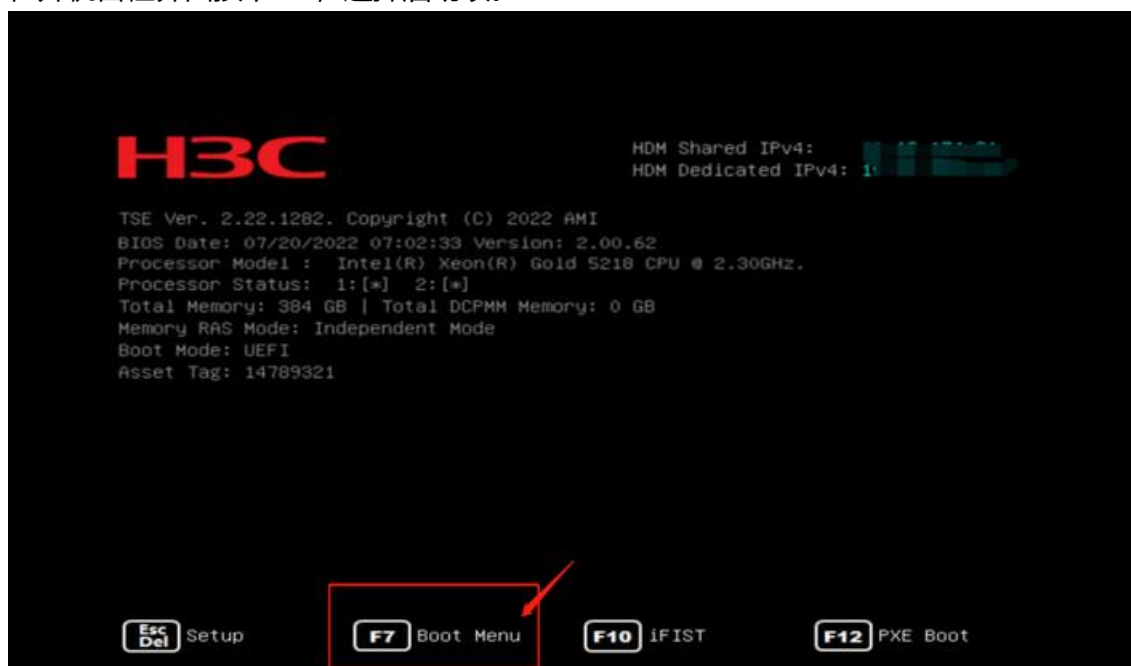 H3C
HDM Shared IPv4:
HDM Dedicated IPv4:
TSE Ver. 2.22.1282. Copyright (C) 2022 AMI
BIOS Date: 07/20/2022 07:02:33 Version: 2.00.62
Processor Model : Intel(R) Xeon(R) Gold 5218 CPU @ 2.30GHz.
Processor Status: 1:[*] 2:[*]
Total Memory: 384 GB | Total DCPMM Memory: 0 GB
Memory RAS Mode: Independent Mode
Boot Mode: UEFI
Asset Tag: 14789321
Esc Del Setup F7 Boot Menu F10 iFIST F12 PXE Boot